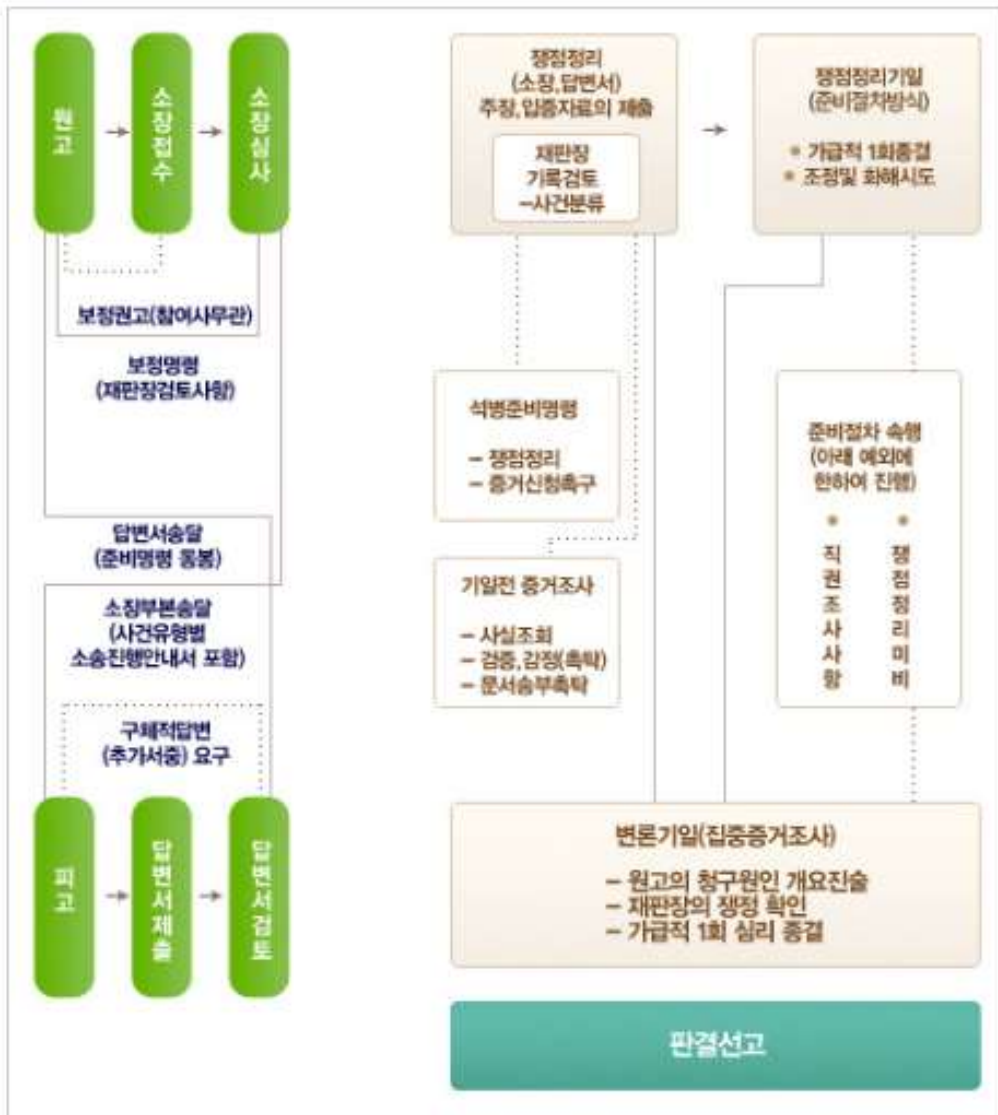 원고
소장접수
소장심사
보정권고(참여사무관)
보정명령
(재판장검토사항)
답변서송달
(준비명령 동봉)
소장부본송달
(사건유형별
소송진행안내서 포함)
구체적답변
(추가서증) 요구
피고
답변서제출
답변서검토
쟁점정리
(소장,답변서)
주장,입증자료의 제출
재판장
기록검토
–사건분류
쟁점정리기일
(준비절차방식)
• 가급적 1회종결
• 조정및 화해시도
석병준비명령
– 쟁점정리
– 증거신청촉구
기일전 증거조사
– 사실조회
– 검증,감정(촉탁)
– 문서송부촉탁
준비절차 속행
(아래 예외에
한하여 진행)
• 직권조사사항
• 쟁점정리미비
변론기일(집중증거조사)
– 원고의 청구원인 개요진술
– 재판장의 쟁정 확인
– 가급적 1회 심리 종결
판결선고